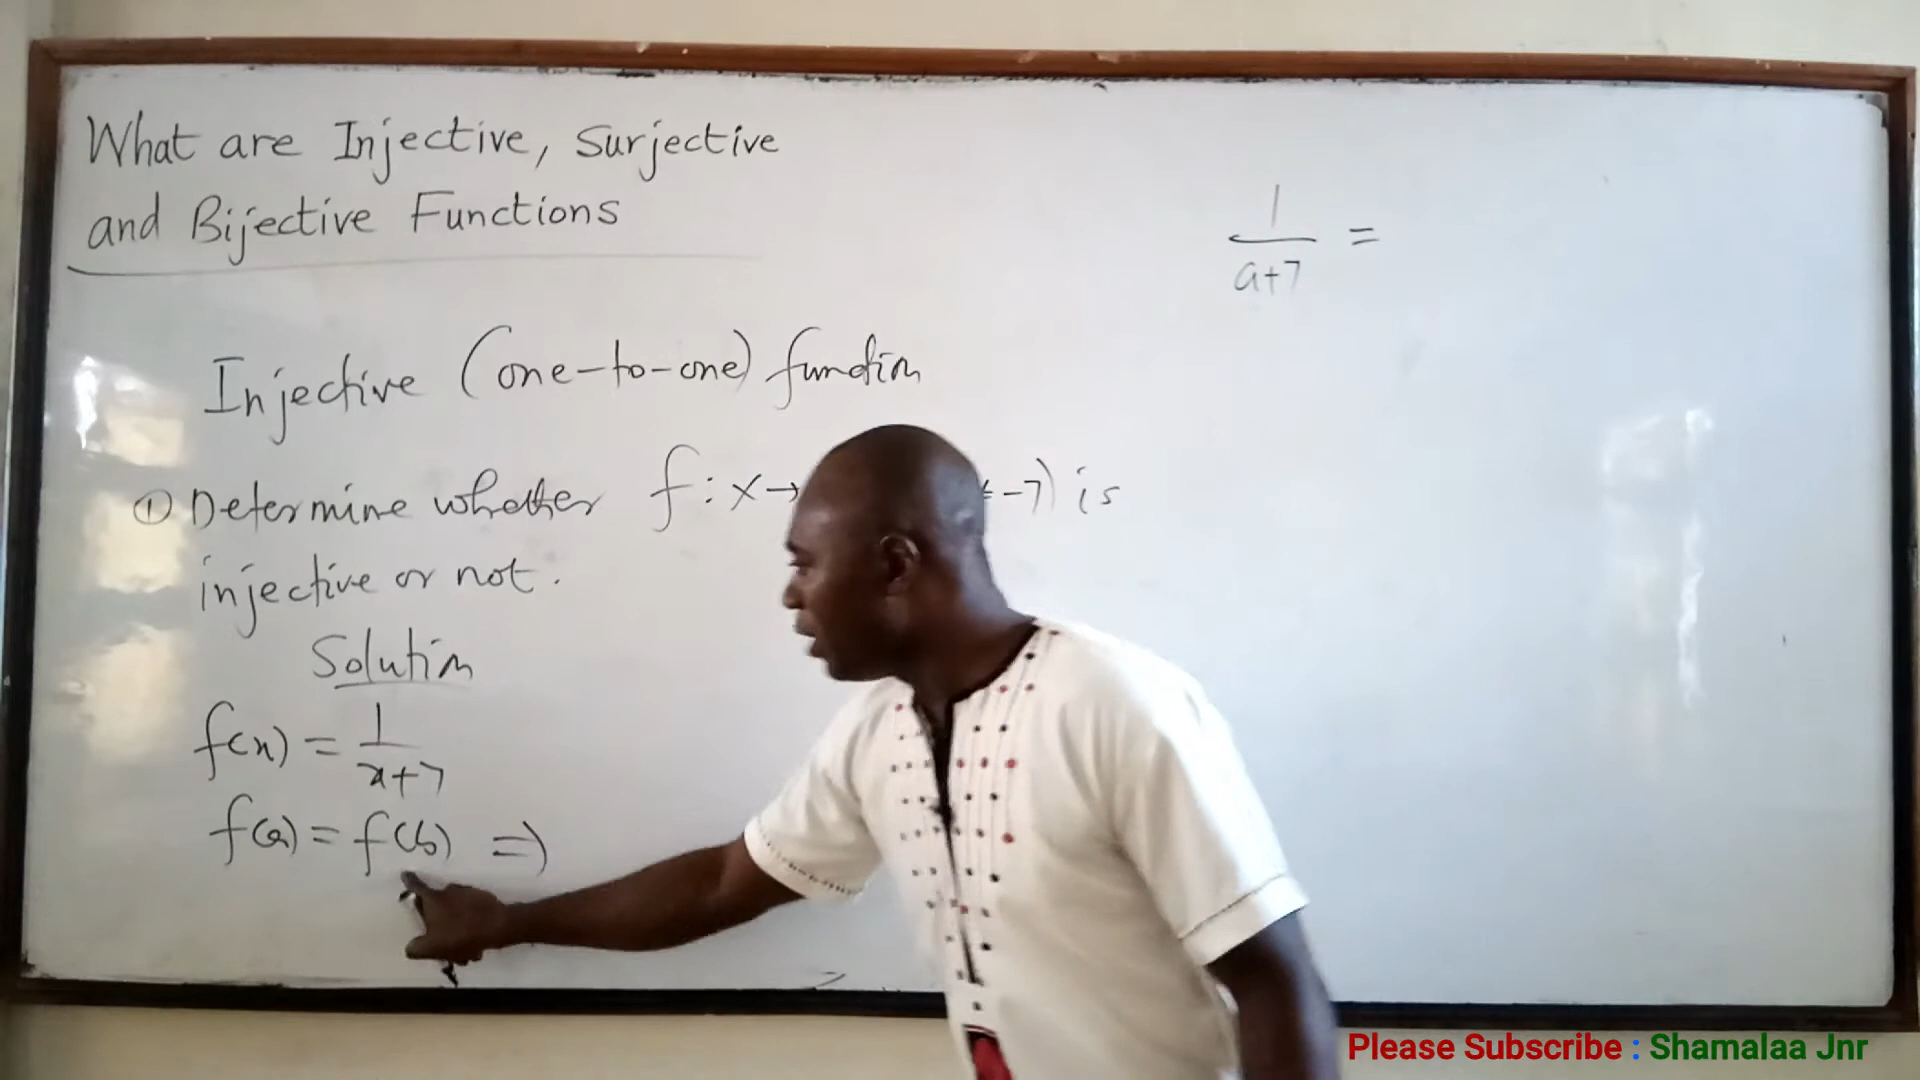 What are Injective, Surjective
and Bijective Functions
Injective (one-to-one) function
① Determine whether f : x → -7) is
injective or not.
Solution
f(x) = 1/x+7
f(a) = f(b) =>
1/a+7 =
Please Subscribe : Shamalaa Jnr